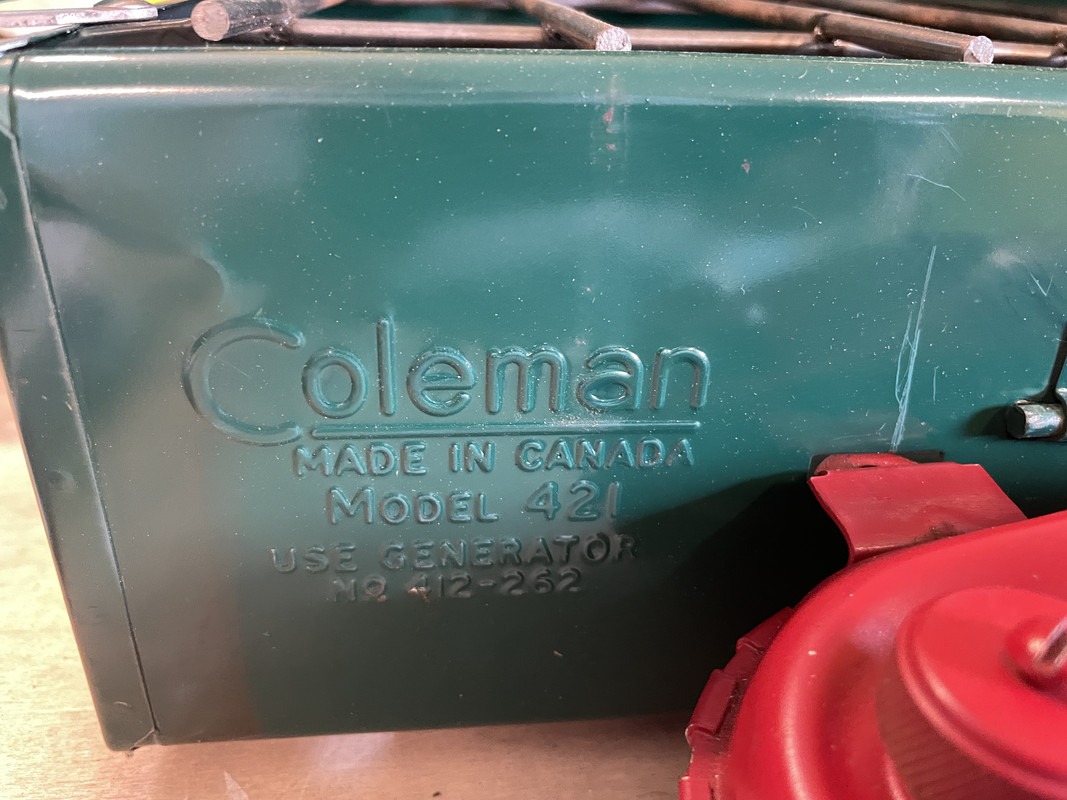 Coleman
MADE IN CANADA
MODEL 421
USE GENERATOR
NO 412-262